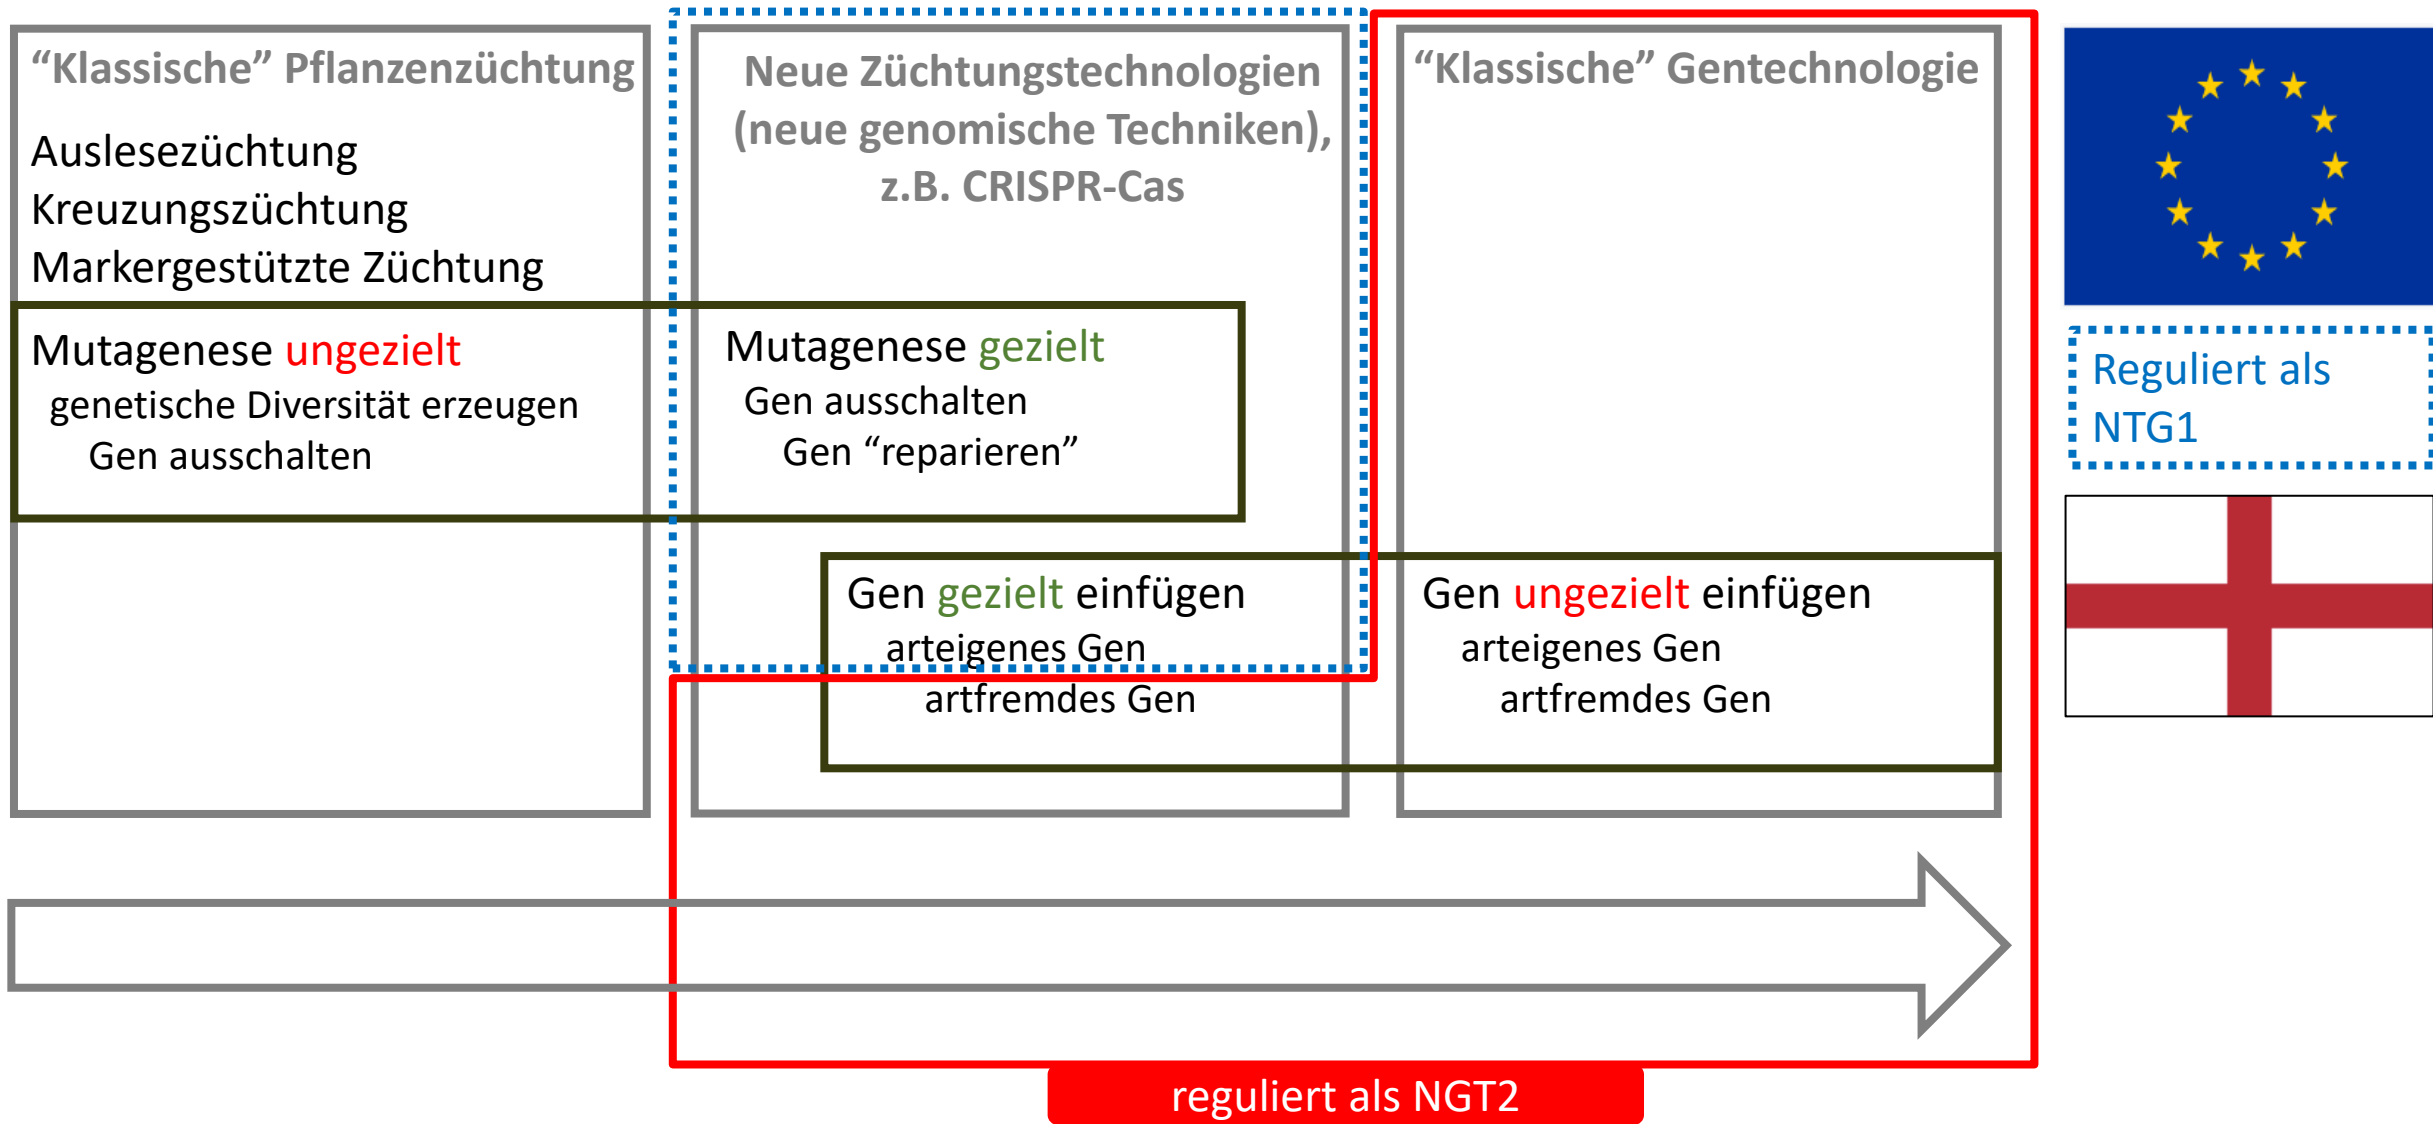 “Klassische” Pflanzenzüchtung
Auslesezüchtung
Kreuzungszüchtung
Markergestützte Züchtung
Mutagenese ungezielt
genetische Diversität erzeugen
Gen ausschalten
Neue Züchtungstechnologien
(neue genomische Techniken),
z.B. CRISPR-Cas
Mutagenese gezielt
Gen ausschalten
Gen “reparieren”
Gen gezielt einfügen
arteigenes Gen
artfremdes Gen
“Klassische” Gentechnologie
Gen ungezielt einfügen
arteigenes Gen
artfremdes Gen
Reguliert als
NTG1
reguliert als NGT2